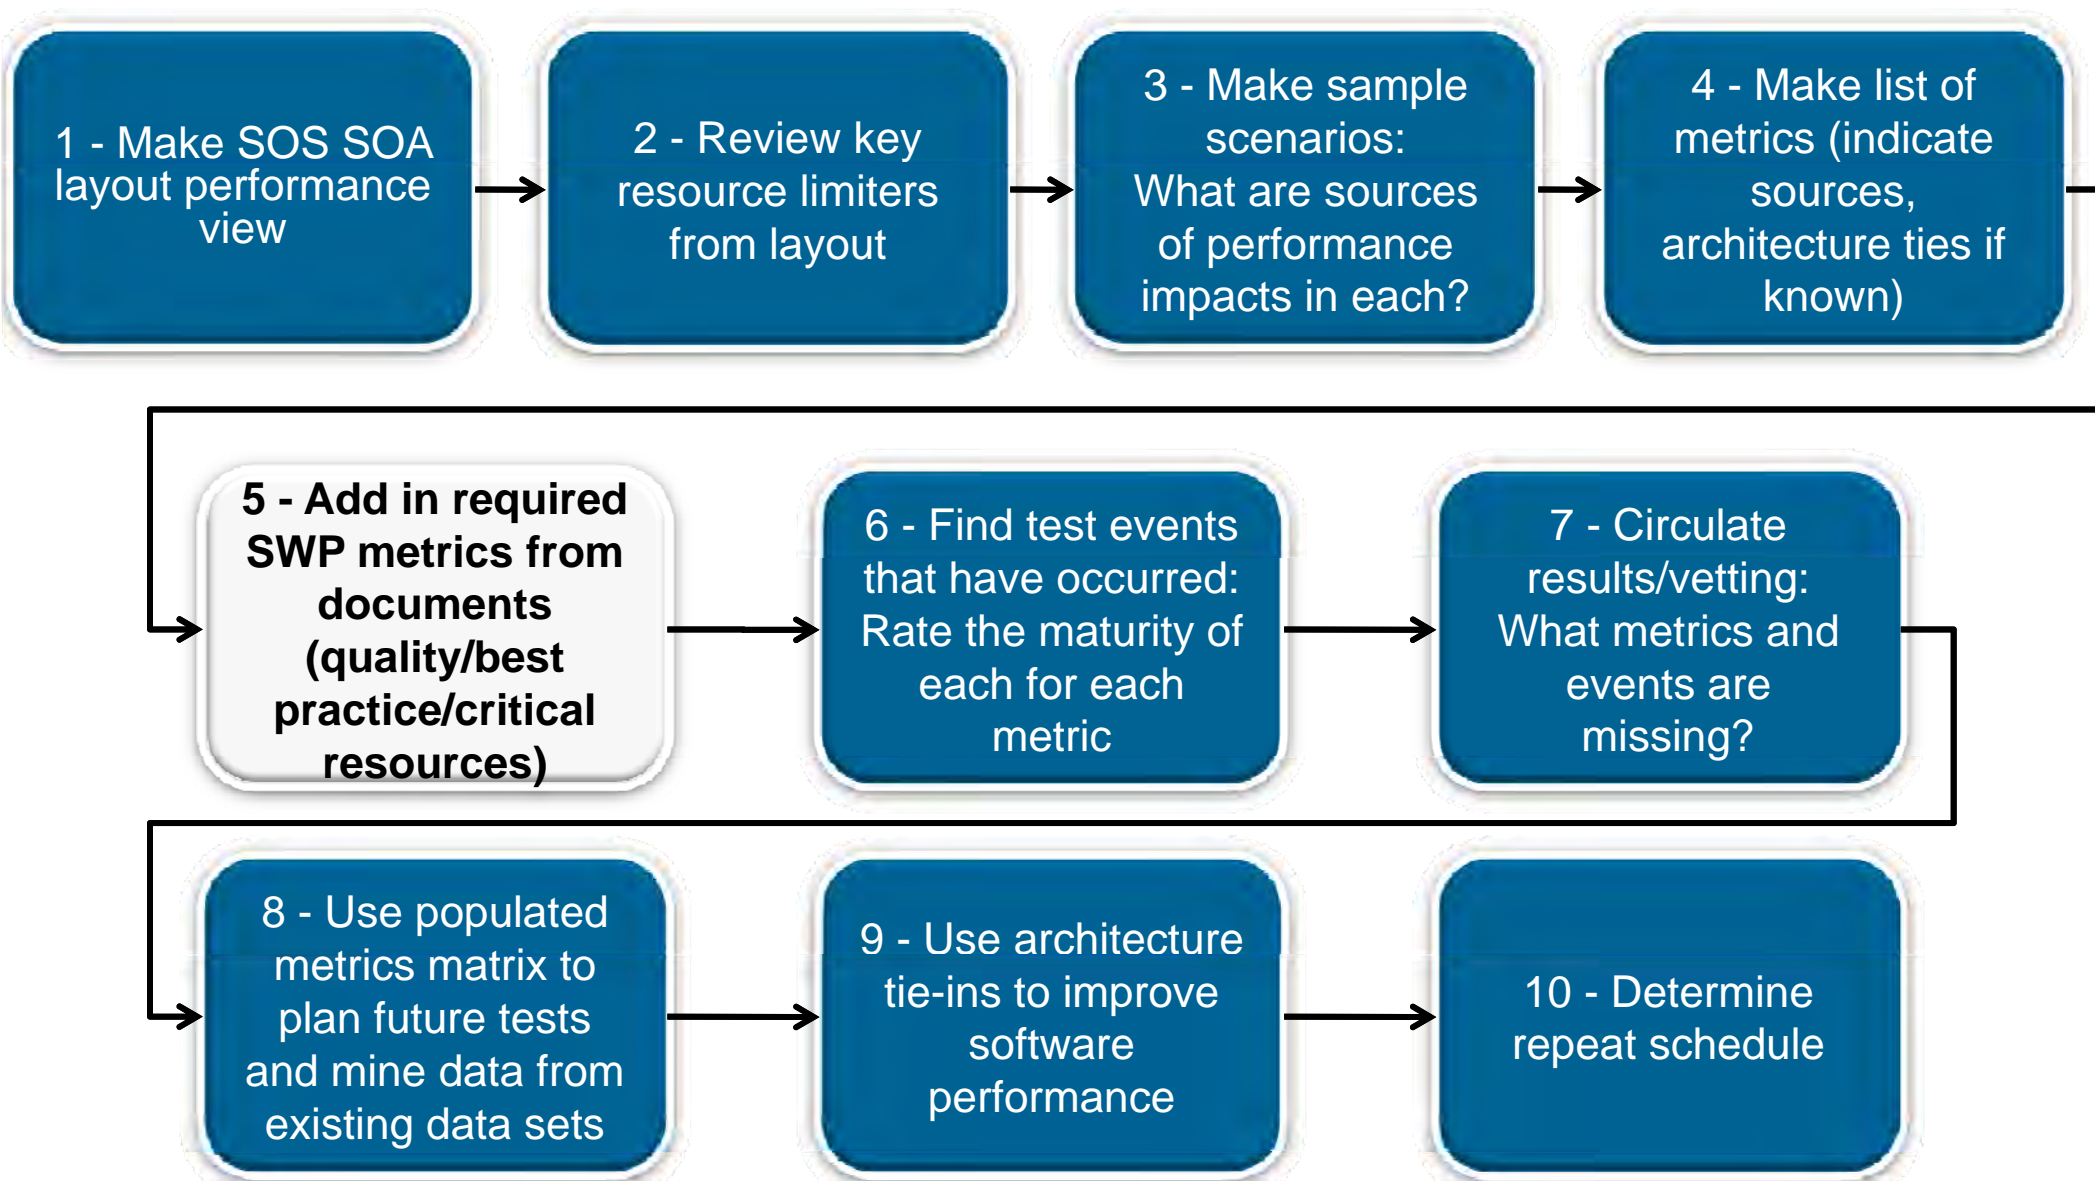 1 - Make SOS SOA
layout performance
view
2 - Review key
resource limiters
from layout
3 - Make sample
scenarios:
What are sources
of performance
impacts in each?
4 - Make list of
metrics (indicate
sources,
architecture ties if
known)
5 - Add in required
SWP metrics from
documents
(quality/best
practice/critical
resources)
6 - Find test events
that have occurred:
Rate the maturity of
each for each
metric
7 - Circulate
results/vetting:
What metrics and
events are
missing?
8 - Use populated
metrics matrix to
plan future tests
and mine data from
existing data sets
9 - Use architecture
tie-ins to improve
software
performance
10 - Determine
repeat schedule